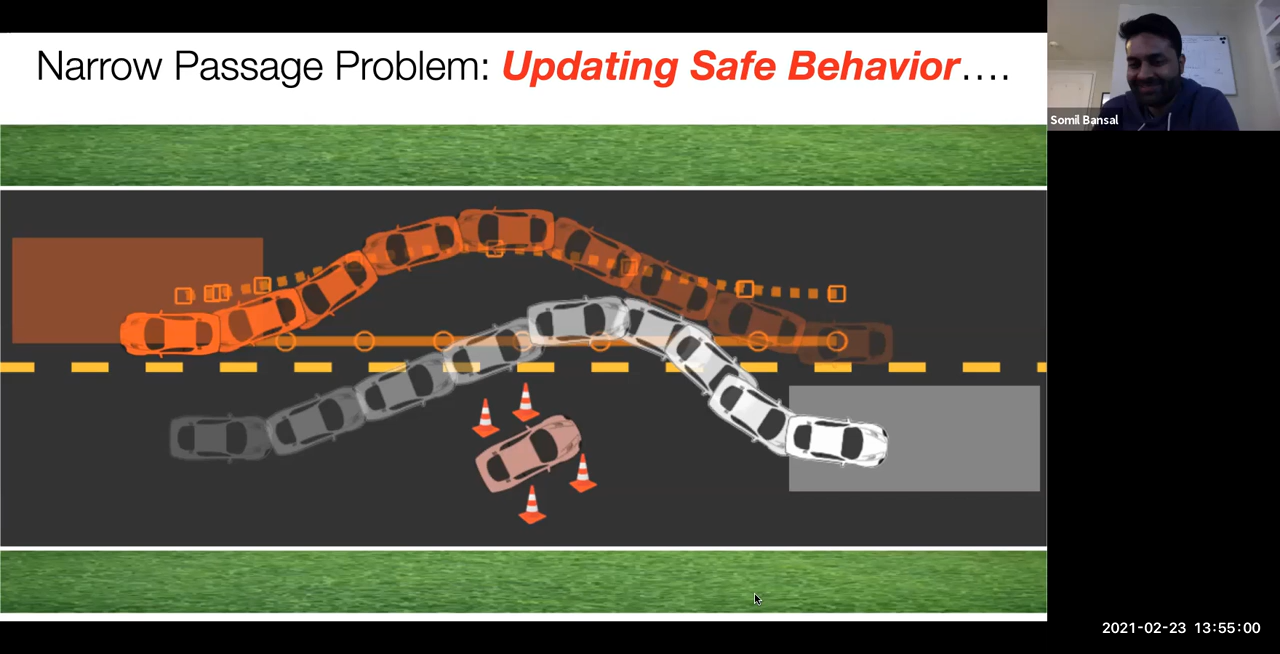 Narrow Passage Problem: Updating Safe Behavior....
Somil Bansal
2021-02-23 13:55:00